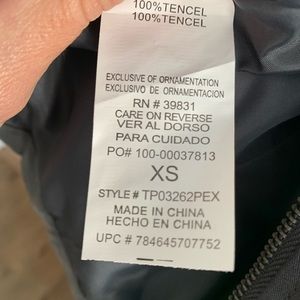 100%TENCEL
100%TENCEL
EXCLUSIVE OF ORNAMENTATION
EXCLUSIVO DE ORNAMENTACION
RN # 39831
CARE ON REVERSE
VER AL DORSO
PARA CUIDADO
PO# 100-00037813
XS
STYLE# TP03262PEX
MADE IN CHINA
HECHO EN CHINA
UPC # 784645707752